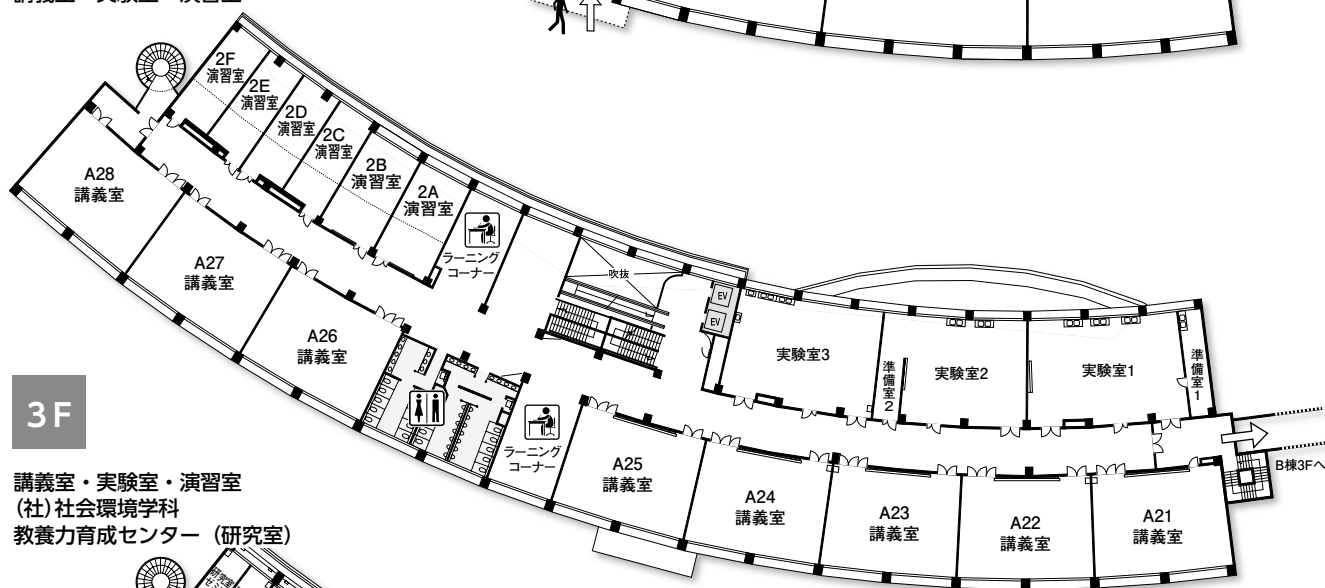 講義室・実験室・演習室
2F
演習室
2E
演習室
2D
演習室
2C
演習室
2B
演習室
2A
演習室
A28
講義室
A27
講義室
A26
講義室
ラーニング
コーナー
吹抜
EV
EV
実験室3
準備室2
実験室2
実験室1
準備室1
ラーニング
コーナー
A25
講義室
A24
講義室
A23
講義室
A22
講義室
A21
講義室
B棟3Fへ
3F
講義室・実験室・演習室
(社)社会環境学科
教養力育成センター（研究室）